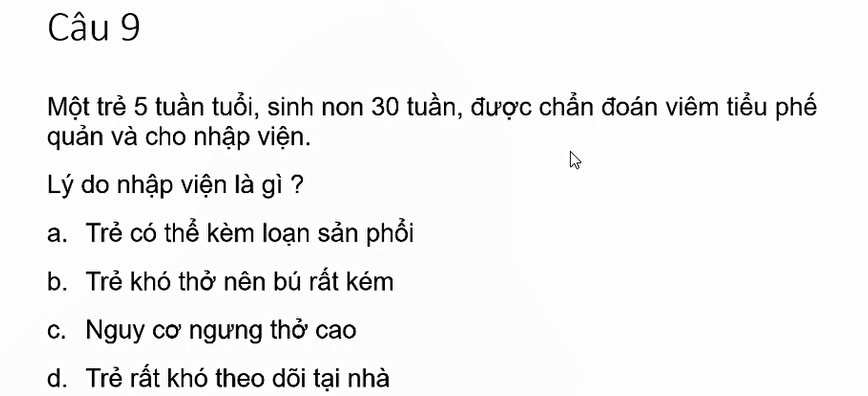 Câu 9
Một trẻ 5 tuần tuổi, sinh non 30 tuần, được chẩn đoán viêm tiểu phế
quản và cho nhập viện.
Lý do nhập viện là gì ?
a. Trẻ có thể kèm loạn sản phổi
b. Trẻ khó thở nên bú rất kém
c. Nguy cơ ngưng thở cao
d. Trẻ rất khó theo dõi tại nhà